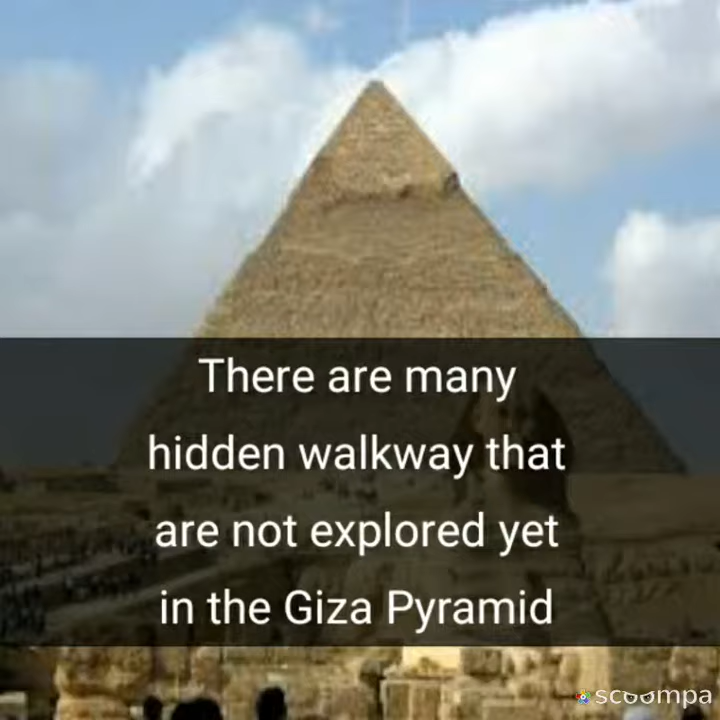 There are many
hidden walkway that
are not explored yet
in the Giza Pyramid
scoompa